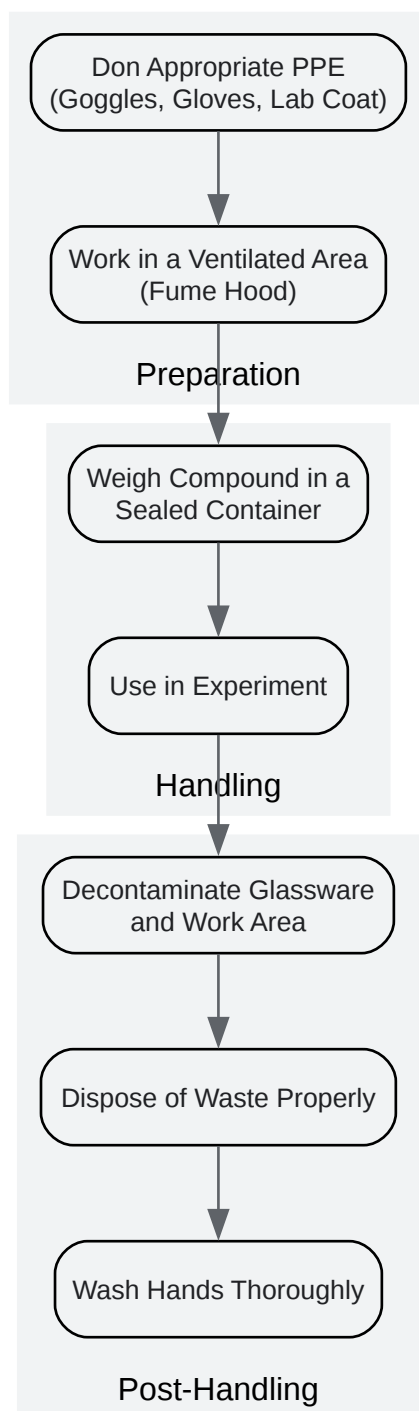 Don Appropriate PPE
(Goggles, Gloves, Lab Coat)
Work in a Ventilated Area
(Fume Hood)
Preparation
Weigh Compound in a
Sealed Container
Use in Experiment
Handling
Decontaminate Glassware
and Work Area
Dispose of Waste Properly
Wash Hands Thoroughly
Post-Handling